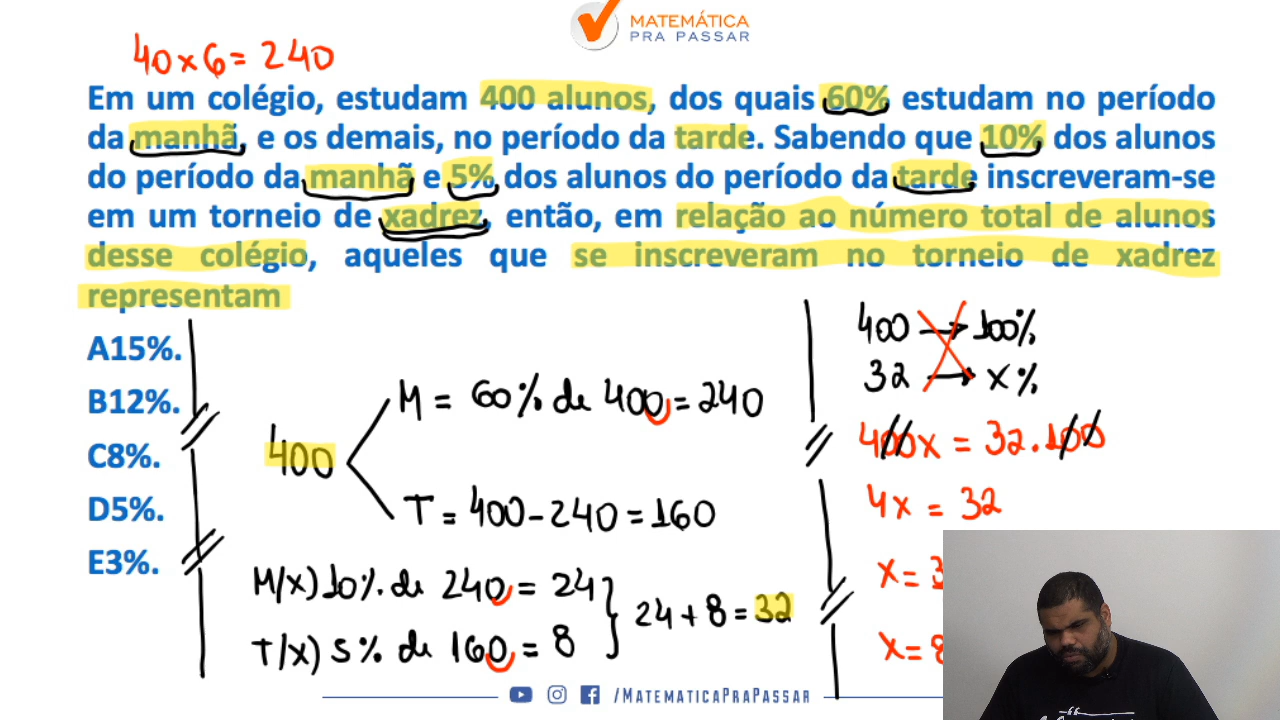 MATEMÁTICA
PRA PASSAR
40 x 6 = 240
Em um colégio, estudam 400 alunos, dos quais 60% estudam no período
da manhã, e os demais, no período da tarde. Sabendo que 10% dos alunos
do período da manhã e 5% dos alunos do período da tarde inscreveram-se
em um torneio de xadrez, então, em relação ao número total de alunos
desse colégio, aqueles que se inscreveram no torneio de xadrez
representam
A15%.
B12%.
C8%.
D5%.
E3%.
400
M = 60% de 400 = 240
T = 400 - 240 = 160
M/X) 10% de 240 = 24
T/X) 5% de 160 = 8
24 + 8 = 32
400 → 100%
32 → X%
400x = 32.100
4x = 32
x = 3
x = 8
/MATEMATICAPRAPASSAR